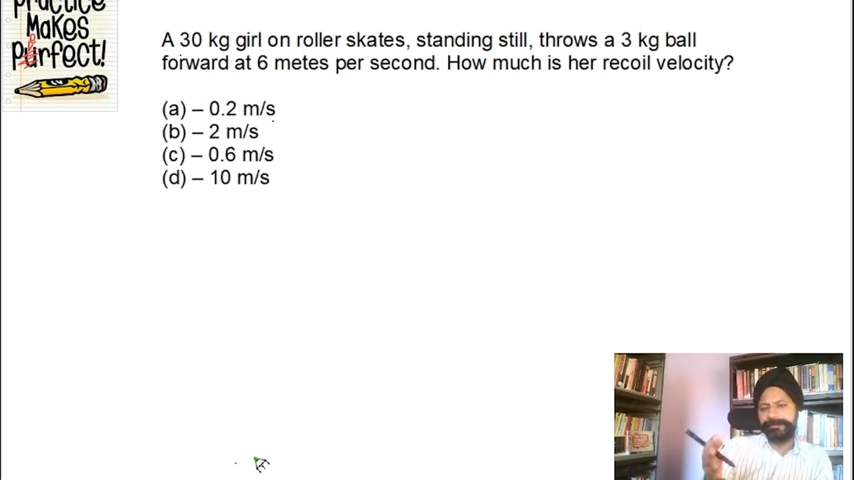 practice
Makes
purfect!
A 30 kg girl on roller skates, standing still, throws a 3 kg ball
forward at 6 metes per second. How much is her recoil velocity?
(a) – 0.2 m/s
(b) – 2 m/s
(c) – 0.6 m/s
(d) – 10 m/s